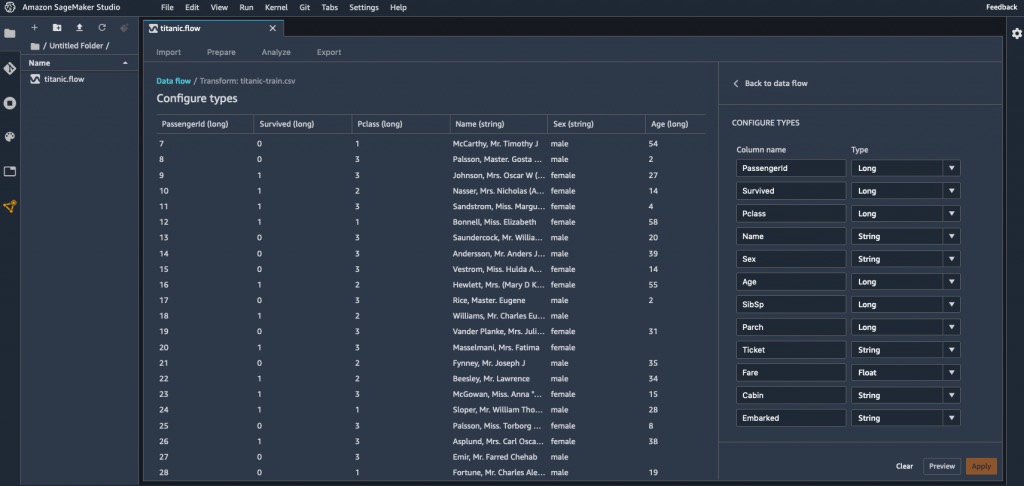 Amazon SageMaker Studio File Edit View Run Kernel Git Tabs Settings Help Feedback
titanic.flow
/ Untitled Folder /
Import Prepare Analyze Export
Name
titanic.flow
Data flow / Transform: titanic-train.csv
Configure types
PassengerId (long) Survived (long) Pclass (long) Name (string) Sex (string) Age (long)
7 0 1 McCarthy, Mr. Timothy J male 54
8 0 3 Palsson, Master. Gosta ... male 2
9 1 3 Johnson, Mrs. Oscar W (... female 27
10 1 2 Nasser, Mrs. Nicholas (A... female 14
11 1 3 Sandstrom, Miss. Margu... female 4
12 1 1 Bonnell, Miss. Elizabeth female 58
13 0 3 Saundercock, Mr. Willia... male 20
14 0 3 Andersson, Mr. Anders J... male 39
15 0 3 Vestrom, Miss. Hulda A... female 14
16 1 2 Hewlett, Mrs. (Mary D K... female 55
17 0 3 Rice, Master. Eugene male 2
18 1 2 Williams, Mr. Charles Eu... male
19 0 3 Vander Planke, Mrs. Juli... female 31
20 1 3 Masselmani, Mrs. Fatima female
21 0 2 Fynney, Mr. Joseph J male 35
22 1 2 Beesley, Mr. Lawrence male 34
23 1 3 McGowan, Miss. Anna "... female 15
24 1 1 Sloper, Mr. William Tho... male 28
25 0 3 Palsson, Miss. Torborg ... female 8
26 1 3 Asplund, Mrs. Carl Osca... female 38
27 0 3 Emir, Mr. Farred Chehab male
28 0 1 Fortune, Mr. Charles Ale... male 19
Back to data flow
CONFIGURE TYPES
Column name Type
PassengerId Long
Survived Long
Pclass Long
Name String
Sex String
Age Long
SibSp Long
Parch Long
Ticket String
Fare Float
Cabin String
Embarked String
Clear Preview Apply